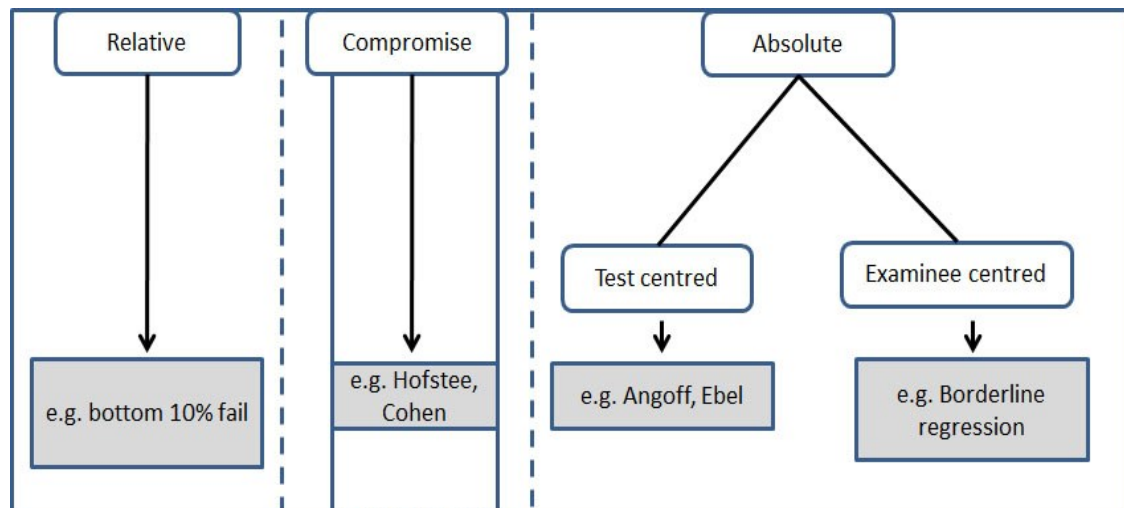 Relative
Compromise
Absolute
Test centred
Examinee centred
e.g. bottom 10% fail
e.g. Hofstee,
Cohen
e.g. Angoff, Ebel
e.g. Borderline
regression